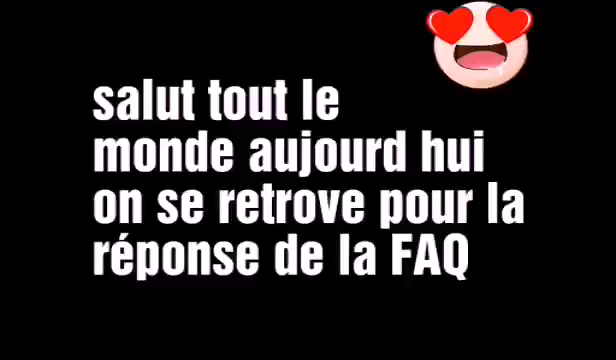 salut tout le
monde aujourd hui
on se retrove pour la
réponse de la FAQ